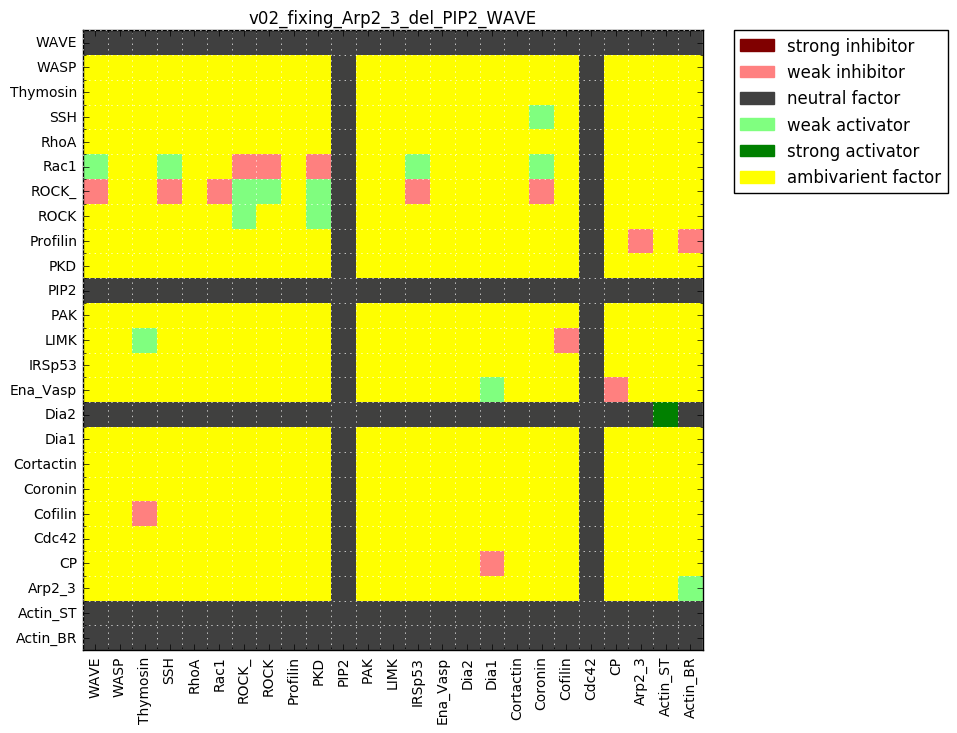 v02_fixing_Arp2_3_del_PIP2_WAVE
WAVE
WASP
Thymosin
SSH
RhoA
Rac1
ROCK_
ROCK
Profilin
PKD
PIP2
PAK
LIMK
IRSp53
Ena_Vasp
Dia2
Dia1
Cortactin
Coronin
Cofilin
Cdc42
CP
Arp2_3
Actin_ST
Actin_BR
WAVE
WASP
Thymosin
SSH
RhoA
Rac1
ROCK_
ROCK
Profilin
PKD
PIP2
PAK
LIMK
IRSp53
Ena_Vasp
Dia2
Dia1
Cortactin
Coronin
Cofilin
Cdc42
CP
Arp2_3
Actin_ST
Actin_BR
strong inhibitor
weak inhibitor
neutral factor
weak activator
strong activator
ambivarient factor